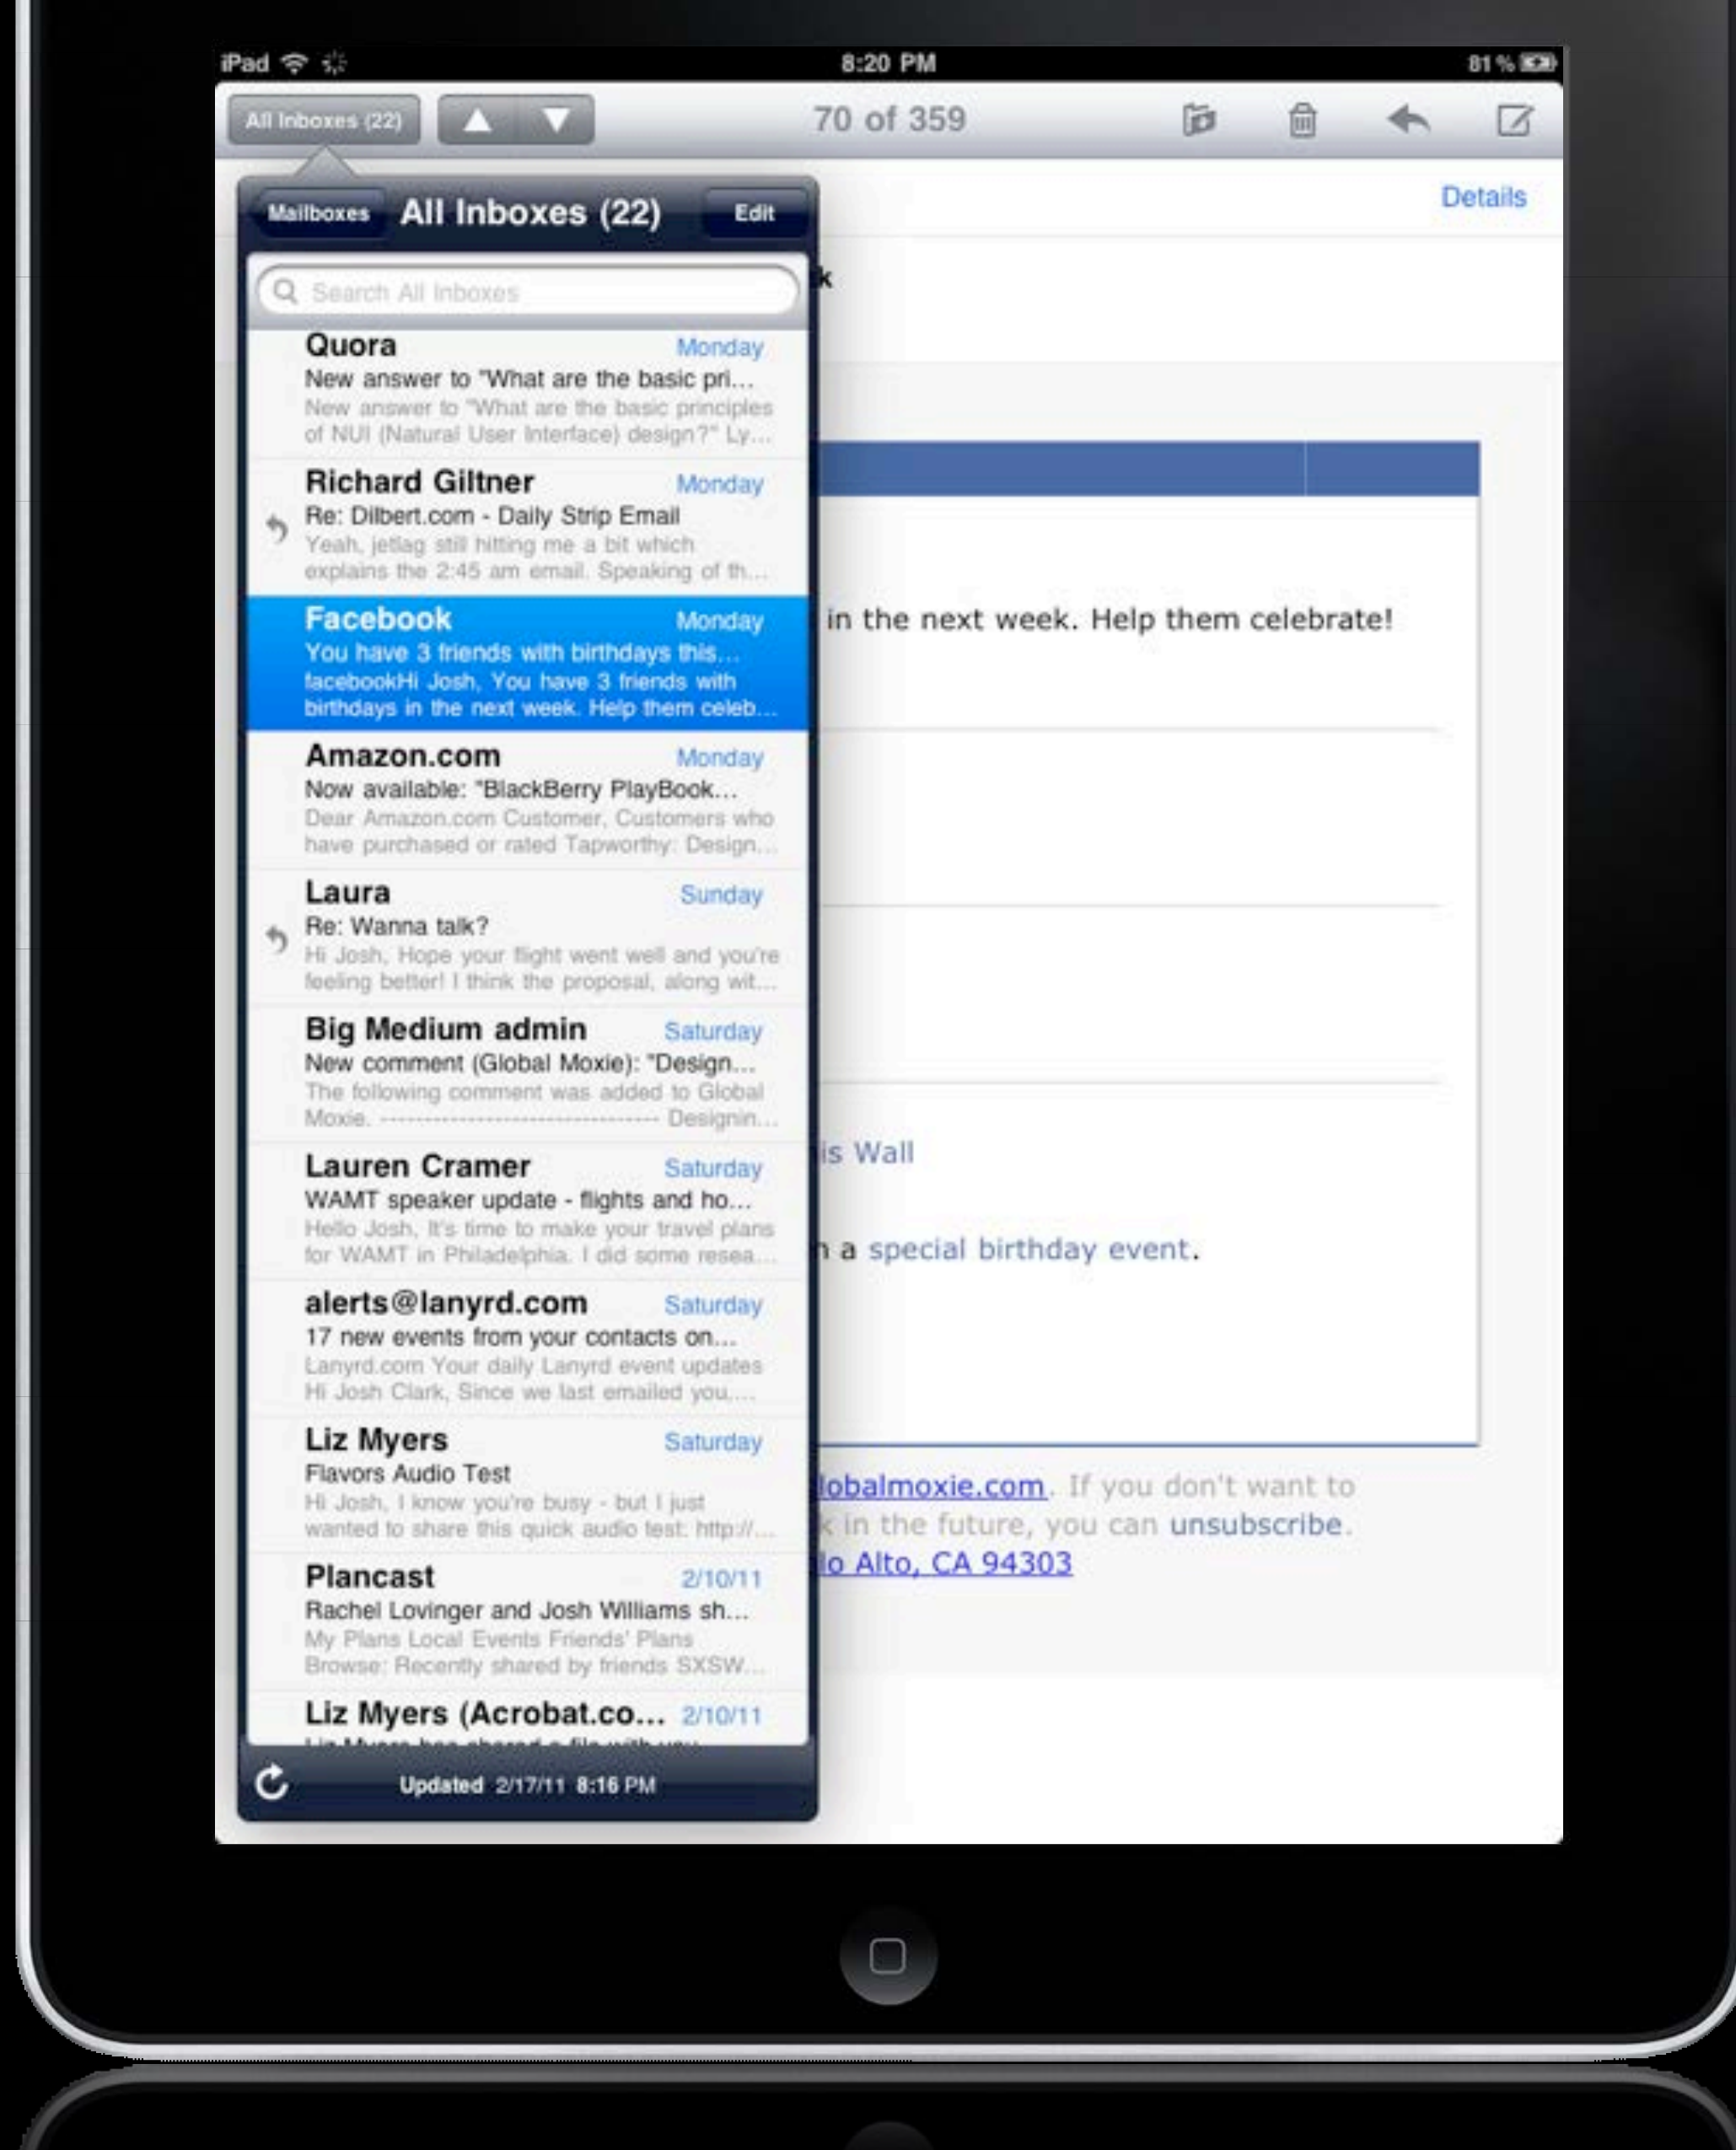 iPad
8:20 PM
81%
All Inboxes (22)
70 of 359
Details
Mailboxes
All Inboxes (22)
Edit
Search All Inboxes
Quora Monday
New answer to "What are the basic pri...
New answer to "What are the basic principles
of NUI (Natural User Interface) design?" Ly...
Richard Giltner Monday
Re: Dilbert.com - Daily Strip Email
Yeah, jetlag still hitting me a bit which
explains the 2:45 am email. Speaking of th...
Facebook Monday
You have 3 friends with birthdays this...
facebookHi Josh, You have 3 friends with
birthdays in the next week. Help them celeb...
Amazon.com Monday
Now available: "BlackBerry PlayBook...
Dear Amazon.com Customer, Customers who
have purchased or rated Tapworthy: Design...
Laura Sunday
Re: Wanna talk?
Hi Josh, Hope your flight went well and you're
feeling better! I think the proposal, along wit...
Big Medium admin Saturday
New comment (Global Moxie): "Design...
The following comment was added to Global
Moxie. -------------------------------- Designin...
Lauren Cramer Saturday
WAMT speaker update - flights and ho...
Hello Josh, It's time to make your travel plans
for WAMT in Philadelphia. I did some resea...
alerts@lanyrd.com Saturday
17 new events from your contacts on...
Lanyrd.com Your daily Lanyrd event updates
Hi Josh Clark, Since we last emailed you,...
Liz Myers Saturday
Flavors Audio Test
Hi Josh, I know you're busy - but I just
wanted to share this quick audio test: http://...
Plancast 2/10/11
Rachel Lovinger and Josh Williams sh...
My Plans Local Events Friends' Plans
Browse: Recently shared by friends SXSW...
Liz Myers (Acrobat.co... 2/10/11
Liz Myers has shared a file with you
Updated 2/17/11 8:16 PM
k
in the next week. Help them celebrate!
is Wall
a special birthday event.
lobalmoxie.com. If you don't want to
k in the future, you can unsubscribe.
lo Alto, CA 94303